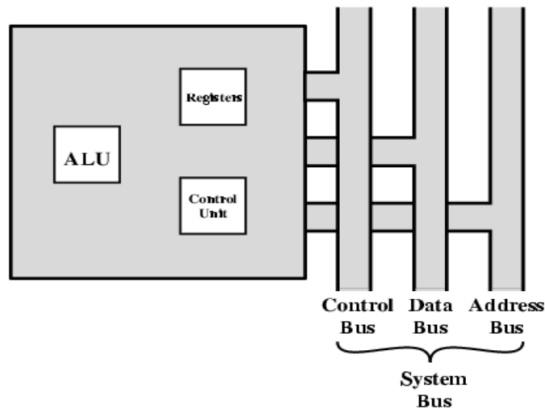 Registers
ALU
Control
Unit
Control Data Address
Bus Bus Bus
System
Bus